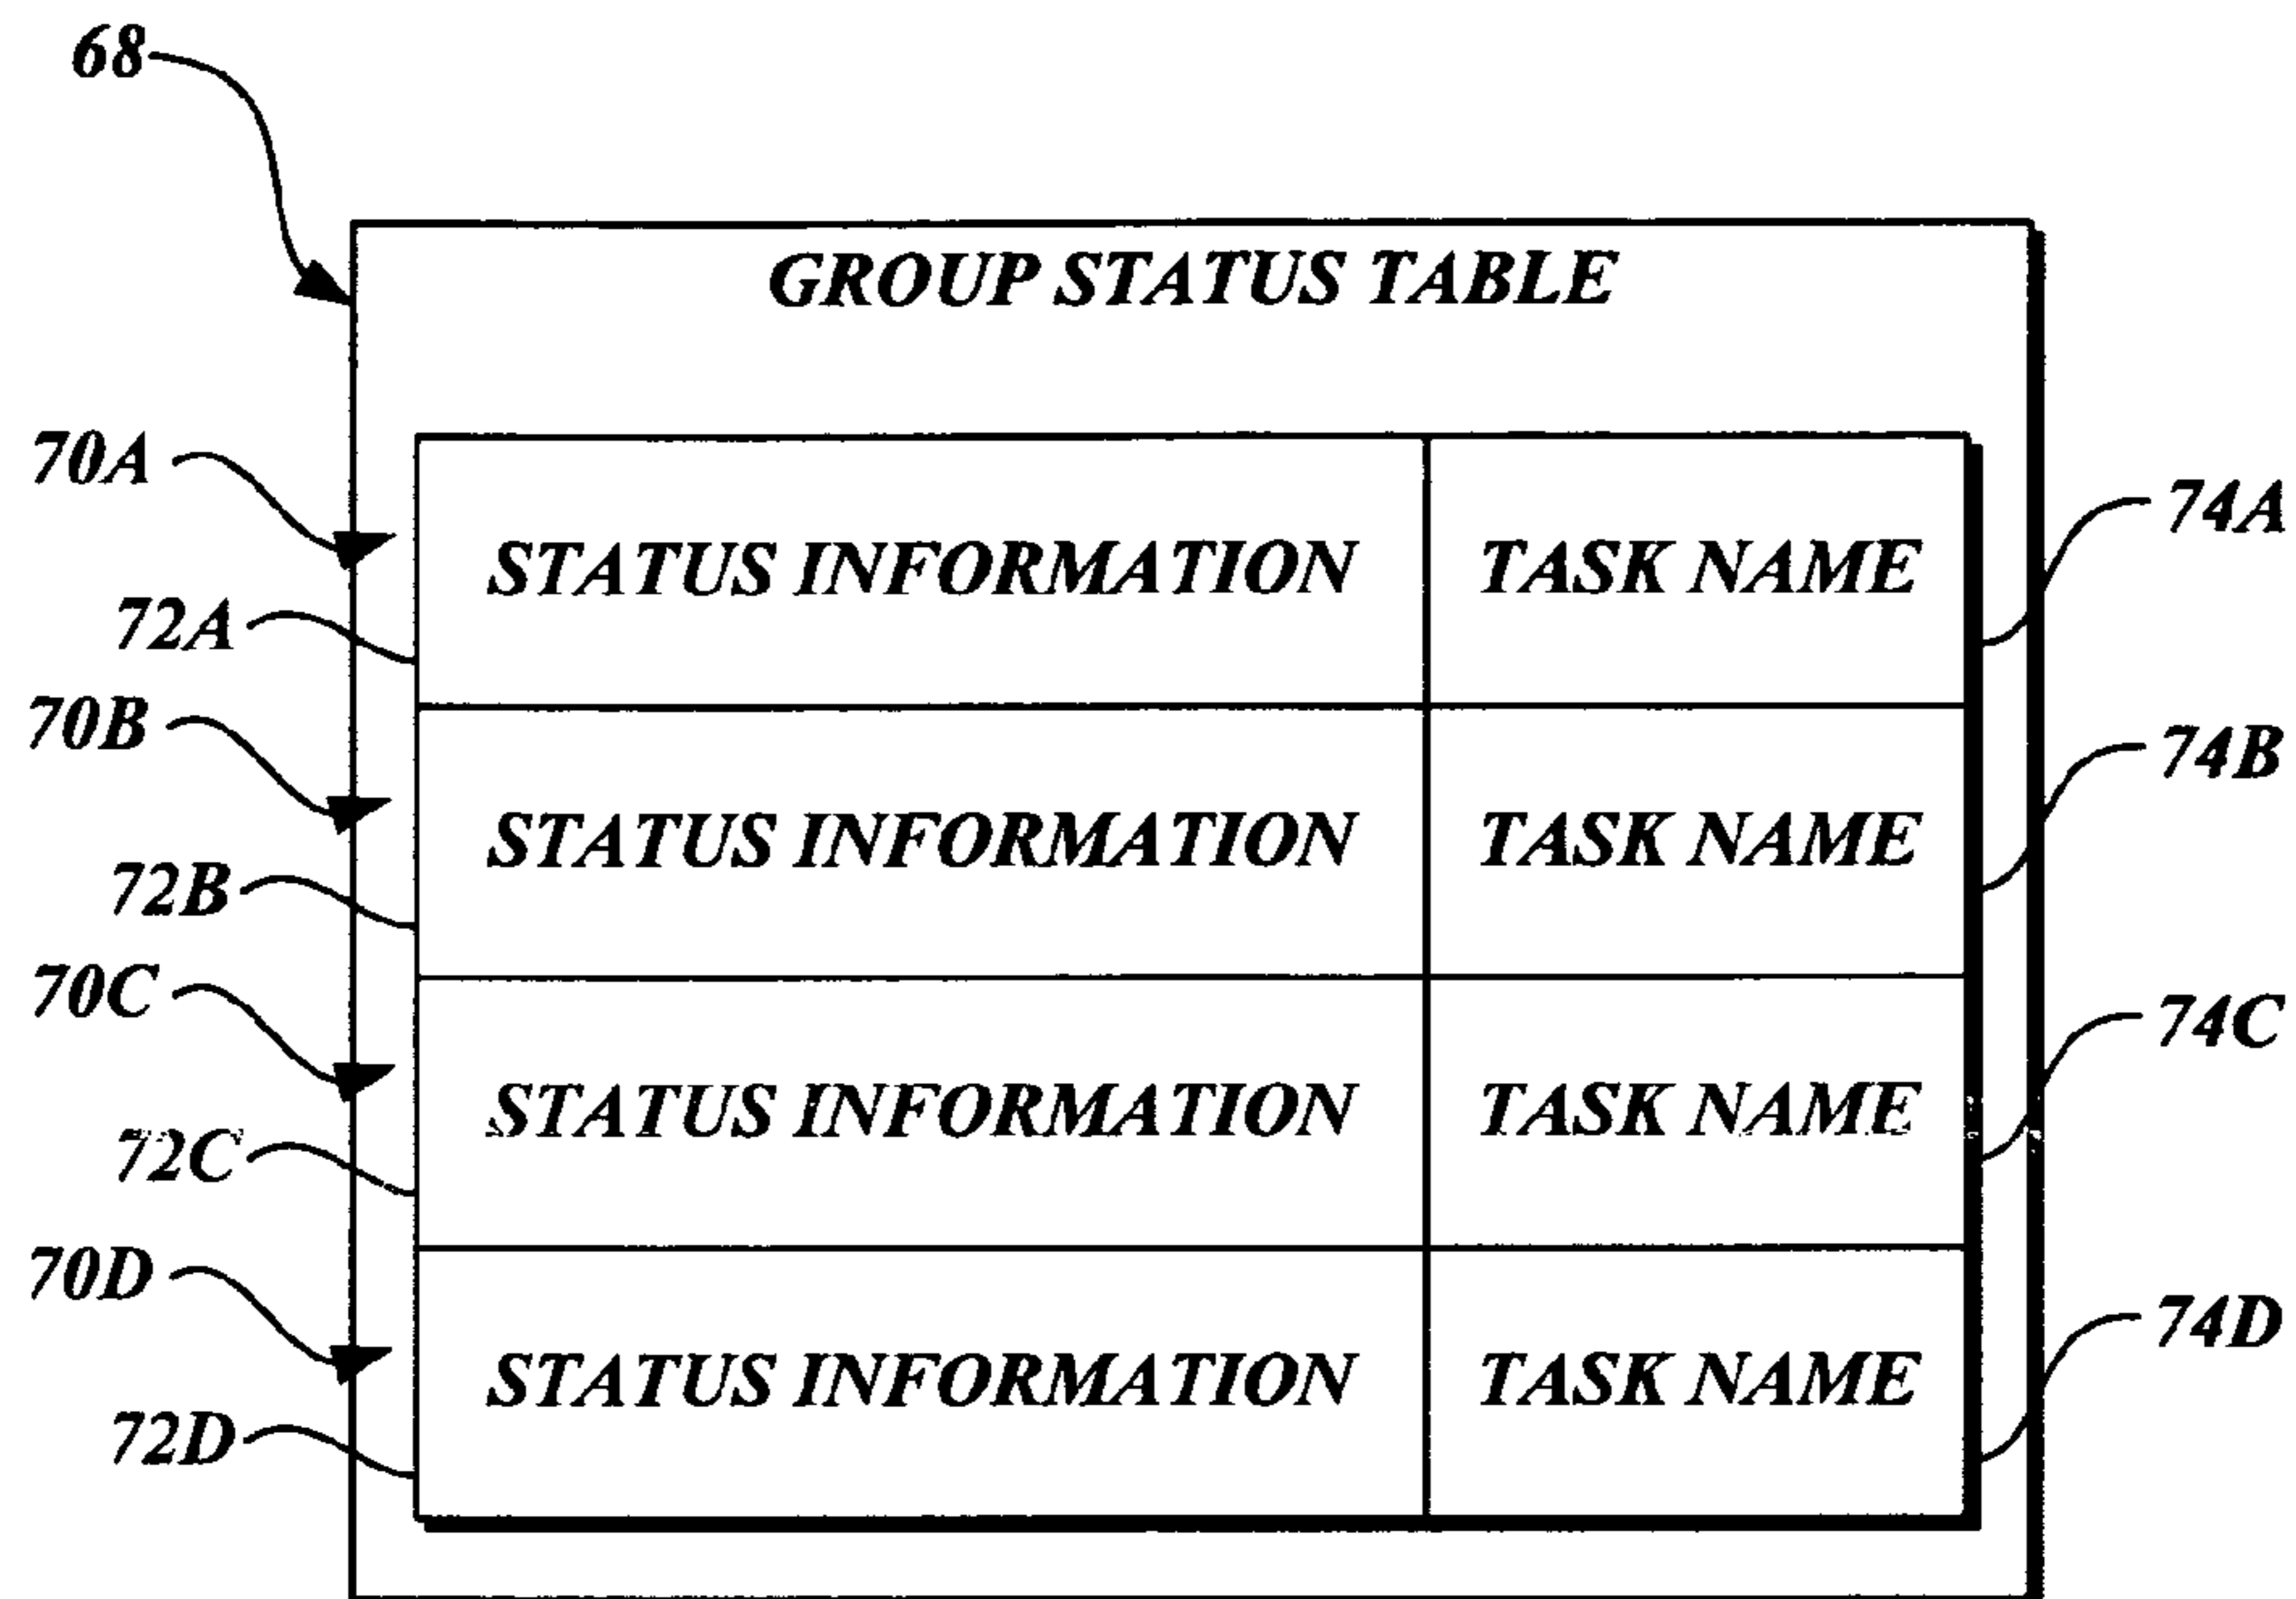 68
GROUP STATUS TABLE
70A
74A
STATUS INFORMATION TASK NAME
72A
70B
74B
STATUS INFORMATION TASK NAME
72B
70C
74C
STATUS INFORMATION TASK NAME
72C
70D
74D
STATUS INFORMATION TASK NAME
72D